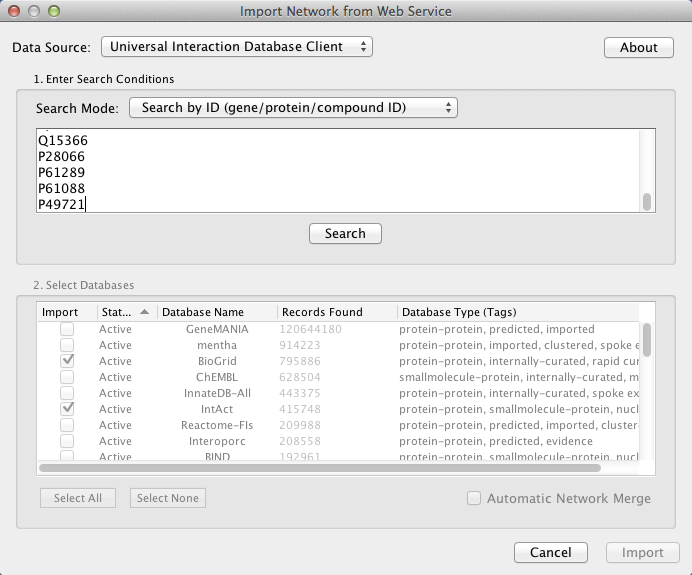 Import Network from Web Service
Data Source: Universal Interaction Database Client About
1. Enter Search Conditions
Search Mode: Search by ID (gene/protein/compound ID)
Q15366
P28066
P61289
P61088
P49721
Search
2. Select Databases
Import Stat... Database Name Records Found Database Type (Tags)
Active GeneMANIA 120644180 protein-protein, predicted, imported
Active mentha 914223 protein-protein, imported, clustered, spoke e
Active BioGrid 795886 protein-protein, internally-curated, rapid cur
Active ChEMBL 628504 smallmolecule-protein, internally-curated, m
Active InnateDB-All 443375 protein-protein, internally-curated, spoke ex
Active IntAct 415748 protein-protein, smallmolecule-protein, nucl
Active Reactome-FIs 209988 protein-protein, predicted, imported, cluster
Active Interoporc 208558 protein-protein, predicted, evidence
Active BIND 192961 protein-protein, smallmolecule-protein, nucl
Select All Select None Automatic Network Merge
Cancel Import